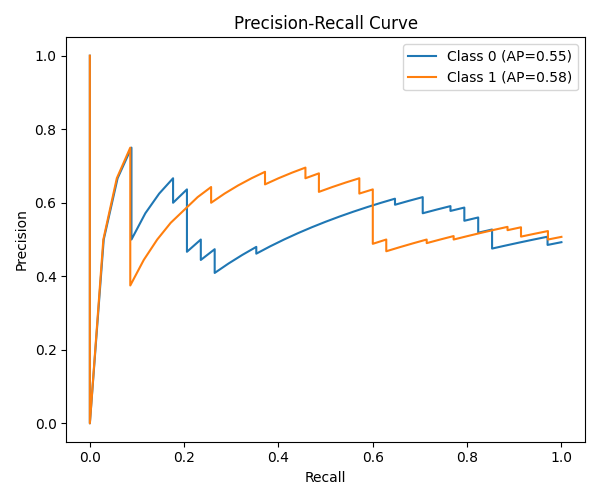 Precision-Recall Curve
Class 0 (AP=0.55)
Class 1 (AP=0.58)
Precision
1.0
0.8
0.6
0.4
0.2
0.0
0.0 0.2 0.4 0.6 0.8 1.0
Recall